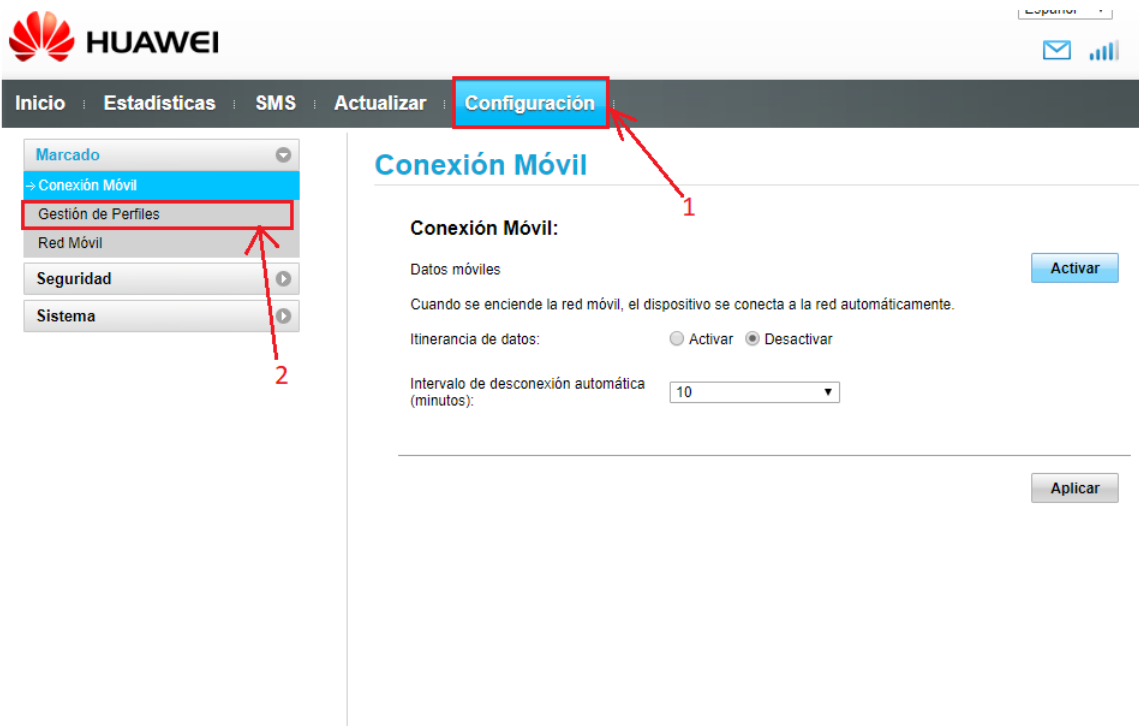 Español
HUAWEI
Inicio Estadísticas SMS Actualizar Configuración
Marcado
Conexión Móvil
Gestión de Perfiles
Red Móvil
Seguridad
Sistema
2
1
Conexión Móvil
Conexión Móvil:
Datos móviles Activar
Cuando se enciende la red móvil, el dispositivo se conecta a la red automáticamente.
Itinerancia de datos: Activar Desactivar
Intervalo de desconexión automática
(minutos): 10
Aplicar